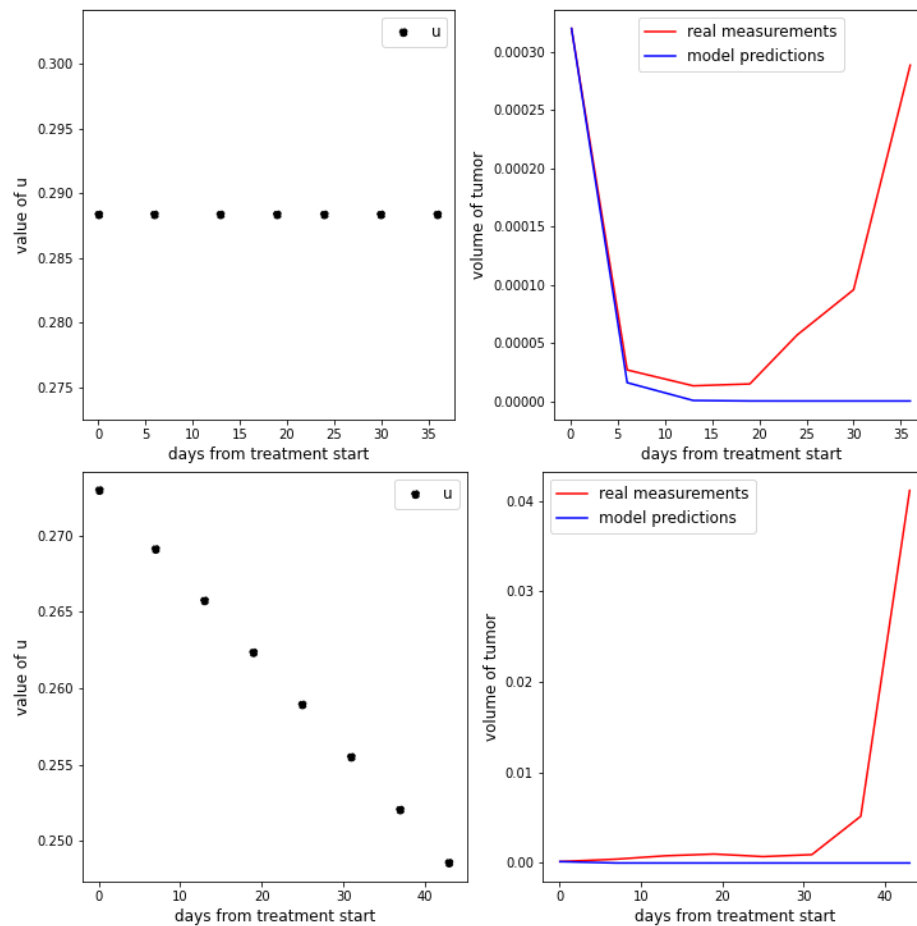 u
0.300
0.295
0.290
0.285
0.280
0.275
value of u
0 5 10 15 20 25 30 35
days from treatment start
real measurements
model predictions
0.00030
0.00025
0.00020
0.00015
0.00010
0.00005
0.00000
volume of tumor
0 5 10 15 20 25 30 35
days from treatment start
u
0.270
0.265
0.260
0.255
0.250
value of u
0 10 20 30 40
days from treatment start
real measurements
model predictions
0.04
0.03
0.02
0.01
0.00
volume of tumor
0 10 20 30 40
days from treatment start